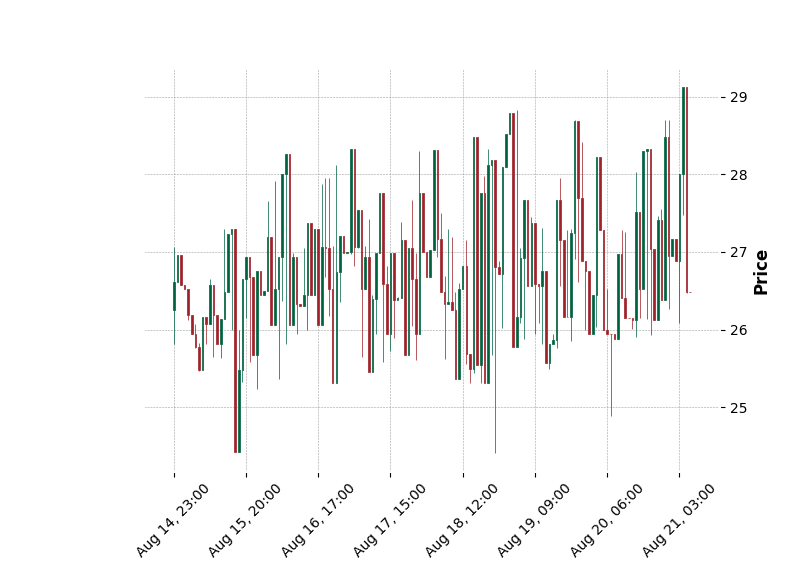 29
28
27
26
25
Price
Aug 14, 23:00
Aug 15, 20:00
Aug 16, 17:00
Aug 17, 15:00
Aug 18, 12:00
Aug 19, 09:00
Aug 20, 06:00
Aug 21, 03:00